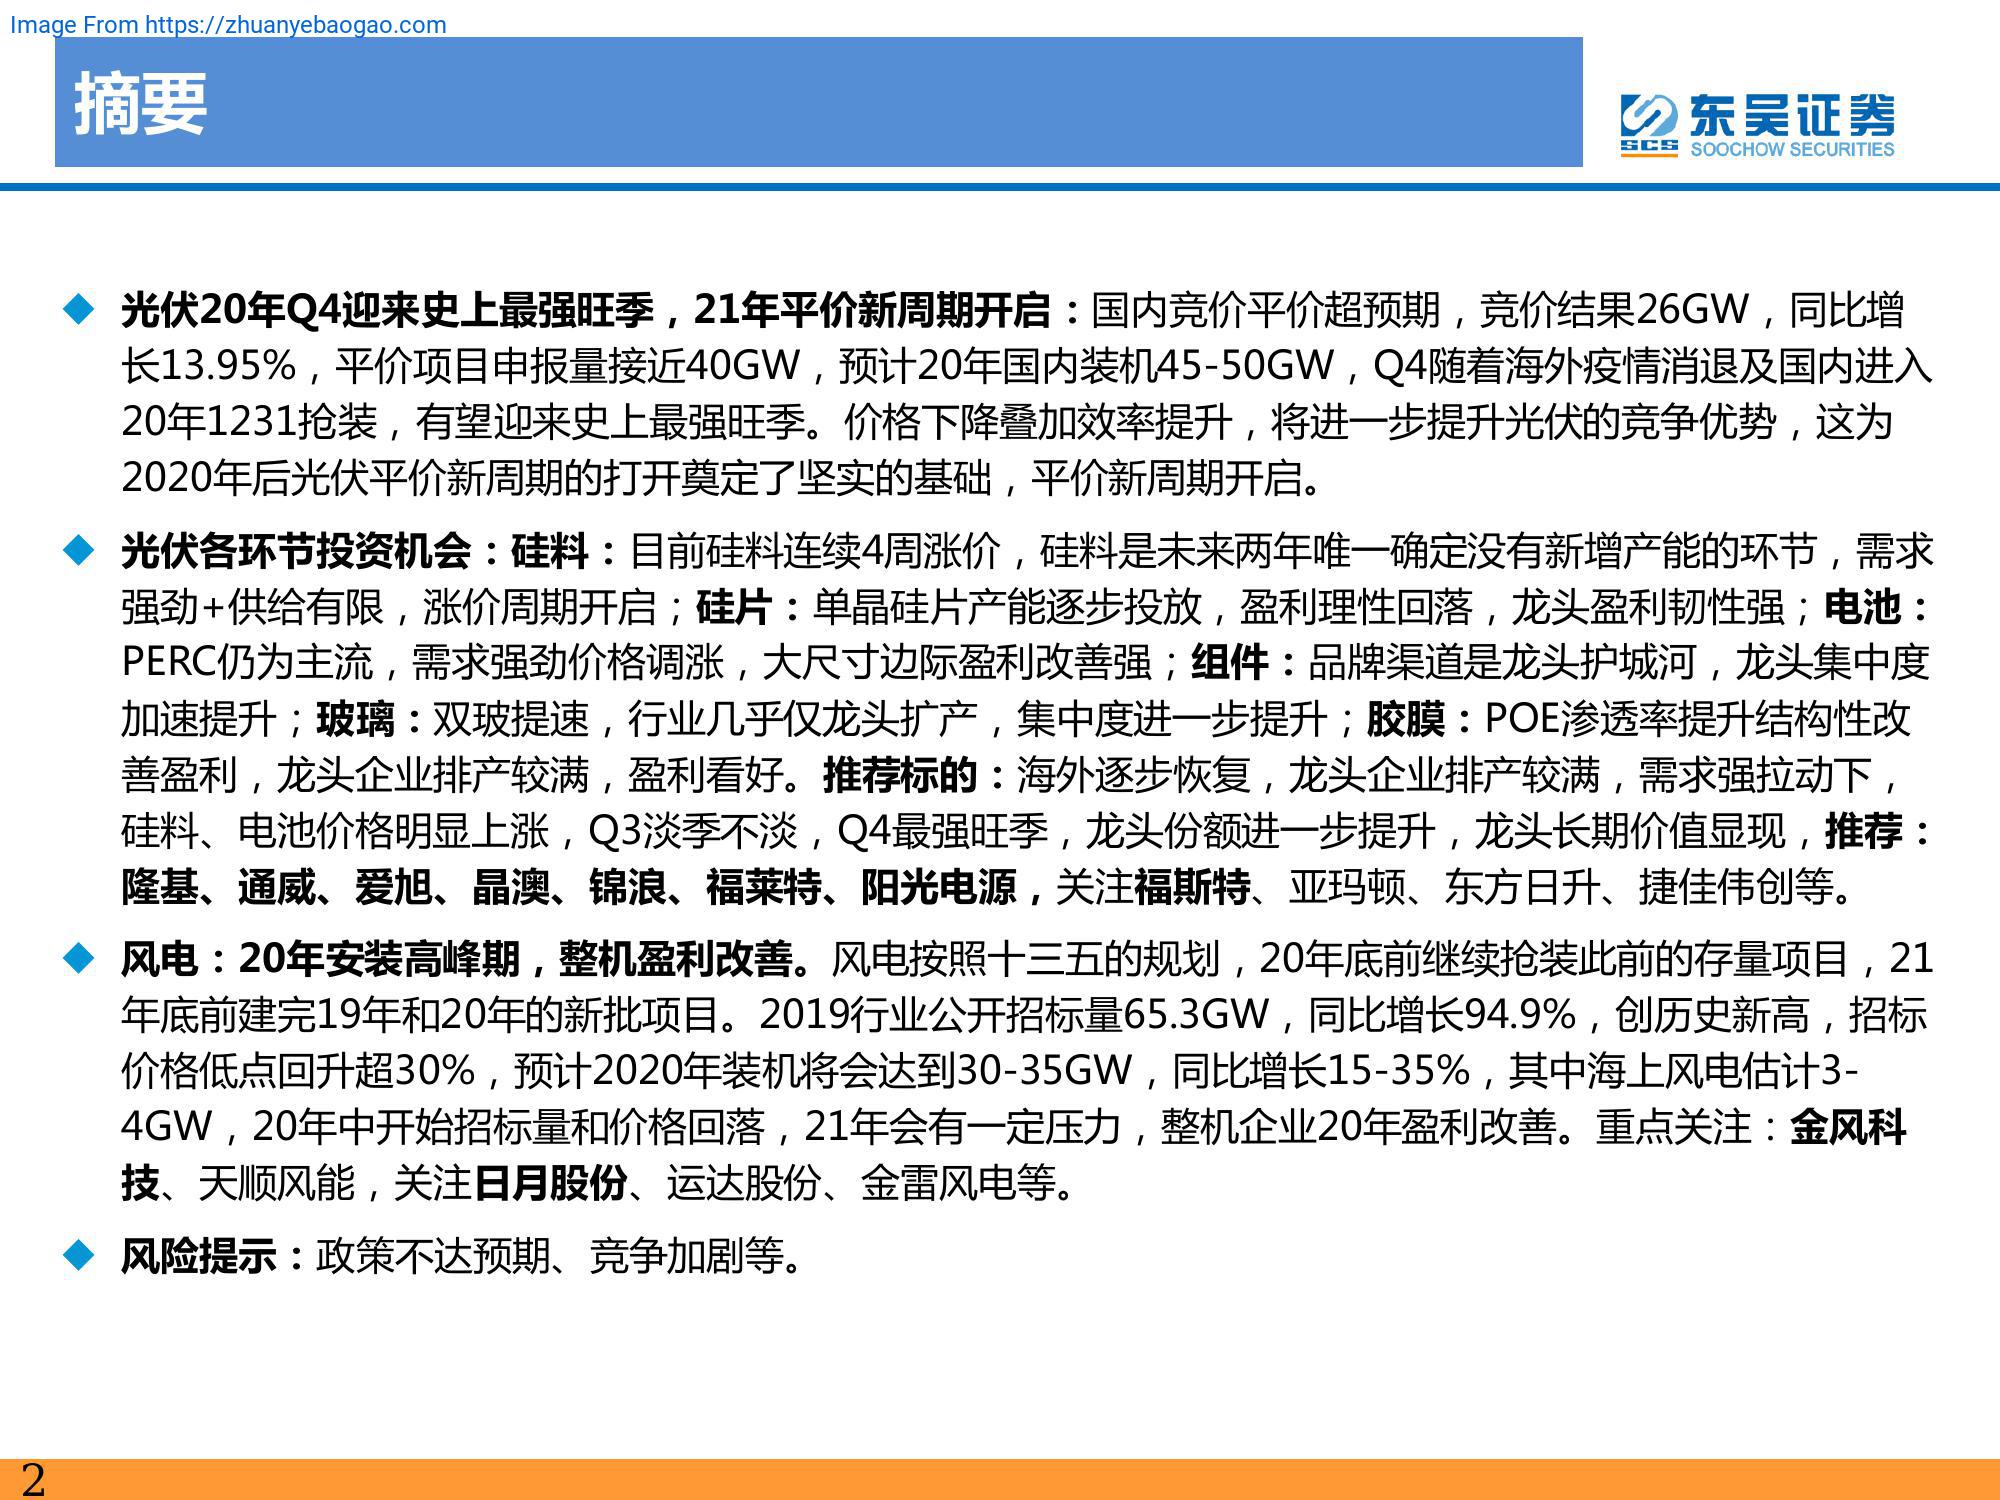 Image From https://zhuanyebaogao.com
摘要
东吴证券
SCS
SOOCHOW SECURITIES
光伏20年Q4迎来史上最强旺季，21年平价新周期开启：国内竞价平价超预期，竞价结果26GW，同比增
长13.95%，平价项目申报量接近40GW，预计20年国内装机45-50GW，Q4随着海外疫情消退及国内进入
20年1231抢装，有望迎来史上最强旺季。价格下降叠加效率提升，将进一步提升光伏的竞争优势，这为
2020年后光伏平价新周期的打开奠定了坚实的基础，平价新周期开启。
光伏各环节投资机会：硅料：目前硅料连续4周涨价，硅料是未来两年唯一确定没有新增产能的环节，需求
强劲+供给有限，涨价周期开启；硅片：单晶硅片产能逐步投放，盈利理性回落，龙头盈利韧性强；电池：
PERC仍为主流，需求强劲价格调涨，大尺寸边际盈利改善强；组件：品牌渠道是龙头护城河，龙头集中度
加速提升；玻璃：双玻提速，行业几乎仅龙头扩产，集中度进一步提升；胶膜：POE渗透率提升结构性改
善盈利，龙头企业排产较满，盈利看好。推荐标的：海外逐步恢复，龙头企业排产较满，需求强拉动下，
硅料、电池价格明显上涨，Q3淡季不淡，Q4最强旺季，龙头份额进一步提升，龙头长期价值显现，推荐：
隆基、通威、爱旭、晶澳、锦浪、福莱特、阳光电源，关注福斯特、亚玛顿、东方日升、捷佳伟创等。
风电：20年安装高峰期，整机盈利改善。风电按照十三五的规划，20年底前继续抢装此前的存量项目，21
年底前建完19年和20年的新批项目。2019行业公开招标量65.3GW，同比增长94.9%，创历史新高，招标
价格低点回升超30%，预计2020年装机将会达到30-35GW，同比增长15-35%，其中海上风电估计3-
4GW，20年中开始招标量和价格回落，21年会有一定压力，整机企业20年盈利改善。重点关注：金风科
技、天顺风能，关注日月股份、运达股份、金雷风电等。
风险提示：政策不达预期、竞争加剧等。
2